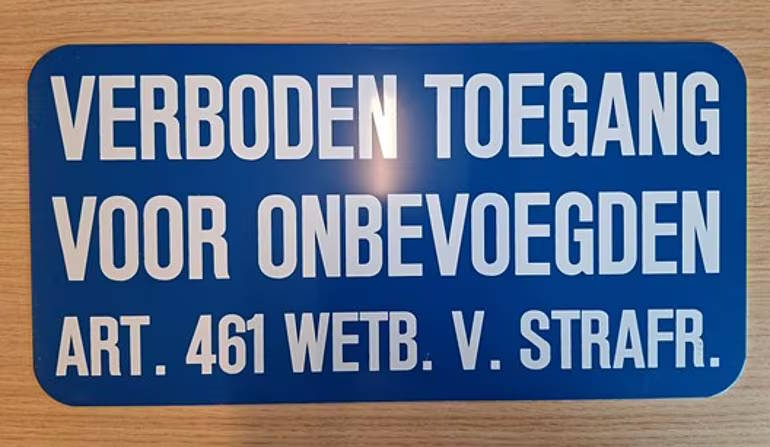 VERBODEN TOEGANG
VOOR ONBEVOEGDEN
ART. 461 WETB. V. STRAFR.